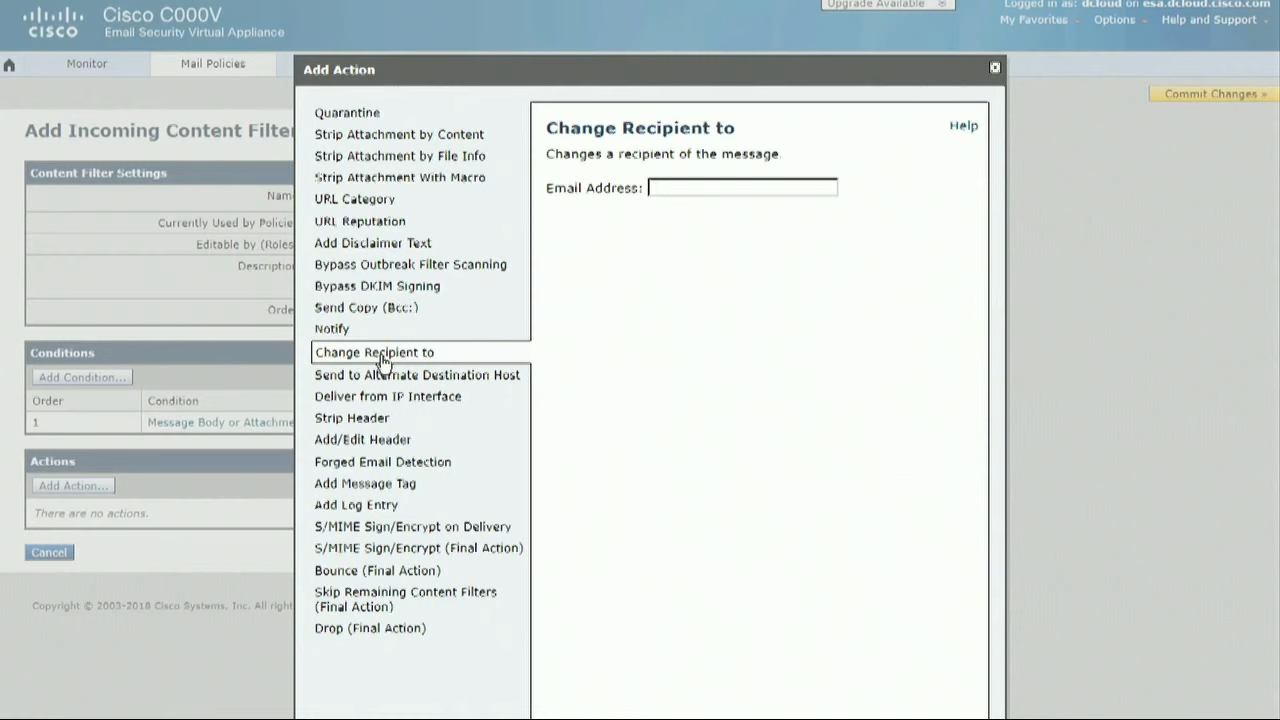 Cisco C000V
Email Security Virtual Appliance
CISCO
Upgrade Available
Logged in as: dcloud on esa.dcloud.cisco.com
My Favorites Options Help and Support
Monitor
Mail Policies
Commit Changes »
Add Incoming Content Filter
Content Filter Settings
Name
Currently Used by Policie
Editable by (Roles
Description
Order
Conditions
Add Condition...
Order Condition
1 Message Body or Attachme
Actions
Add Action...
There are no actions.
Cancel
Copyright © 2003-2018 Cisco Systems, Inc. All right
Add Action
Quarantine
Strip Attachment by Content
Strip Attachment by File Info
Strip Attachment With Macro
URL Category
URL Reputation
Add Disclaimer Text
Bypass Outbreak Filter Scanning
Bypass DKIM Signing
Send Copy (Bcc:)
Notify
Change Recipient to
Send to Alternate Destination Host
Deliver from IP Interface
Strip Header
Add/Edit Header
Forged Email Detection
Add Message Tag
Add Log Entry
S/MIME Sign/Encrypt on Delivery
S/MIME Sign/Encrypt (Final Action)
Bounce (Final Action)
Skip Remaining Content Filters
(Final Action)
Drop (Final Action)
Change Recipient to
Help
Changes a recipient of the message.
Email Address: